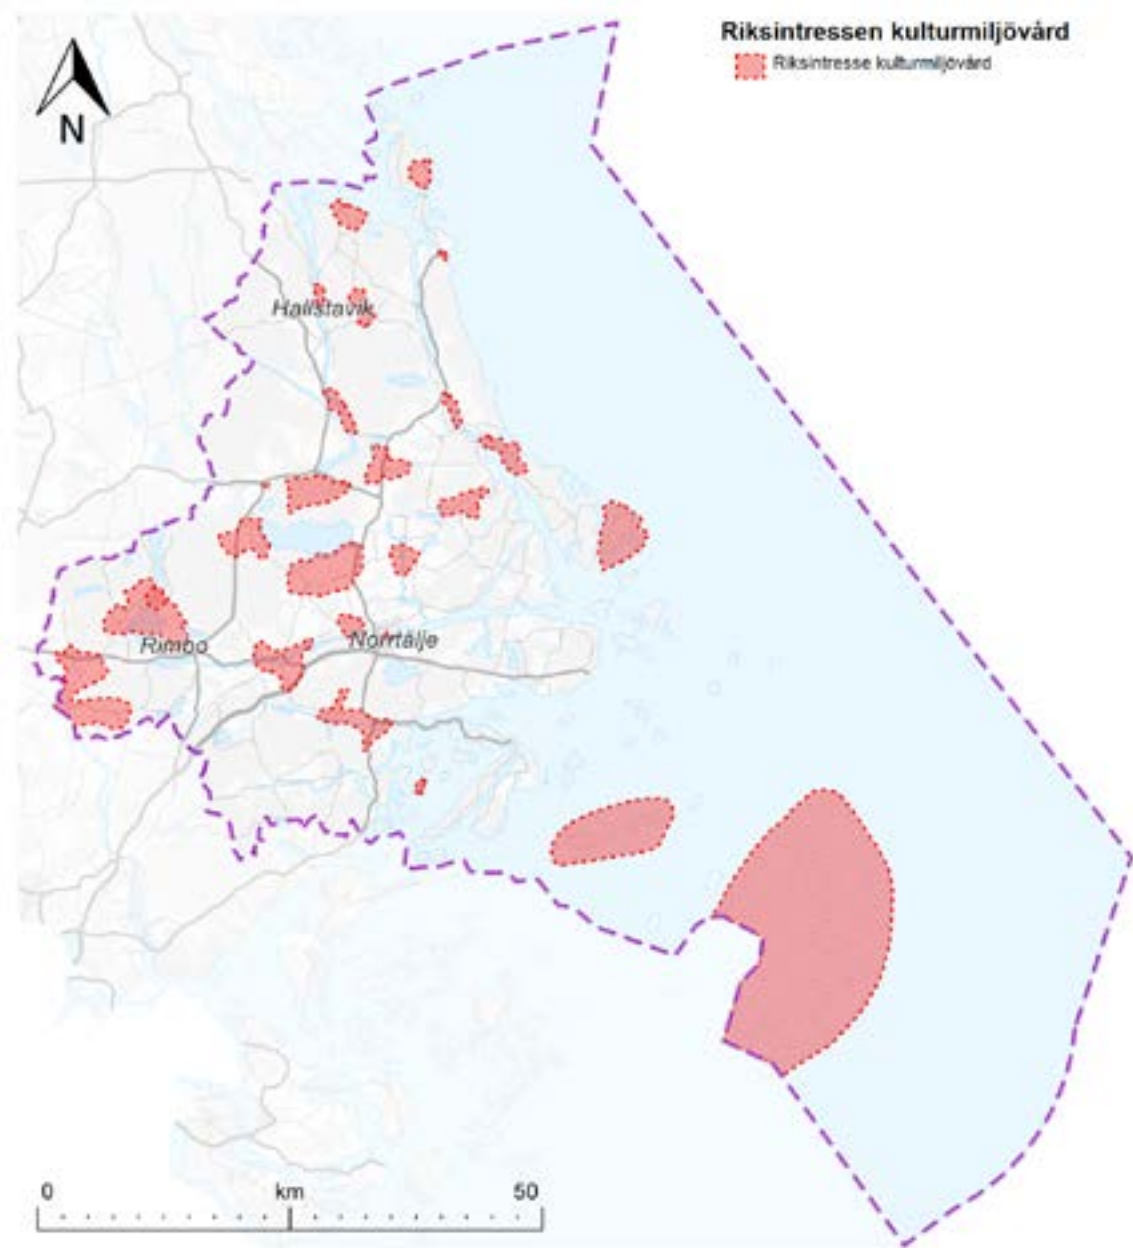 Riksintressen kulturmiljövård
Riksintresse kulturmiljövård
N
Hallstavik
Rimbo
Norrtälje
0 km 50